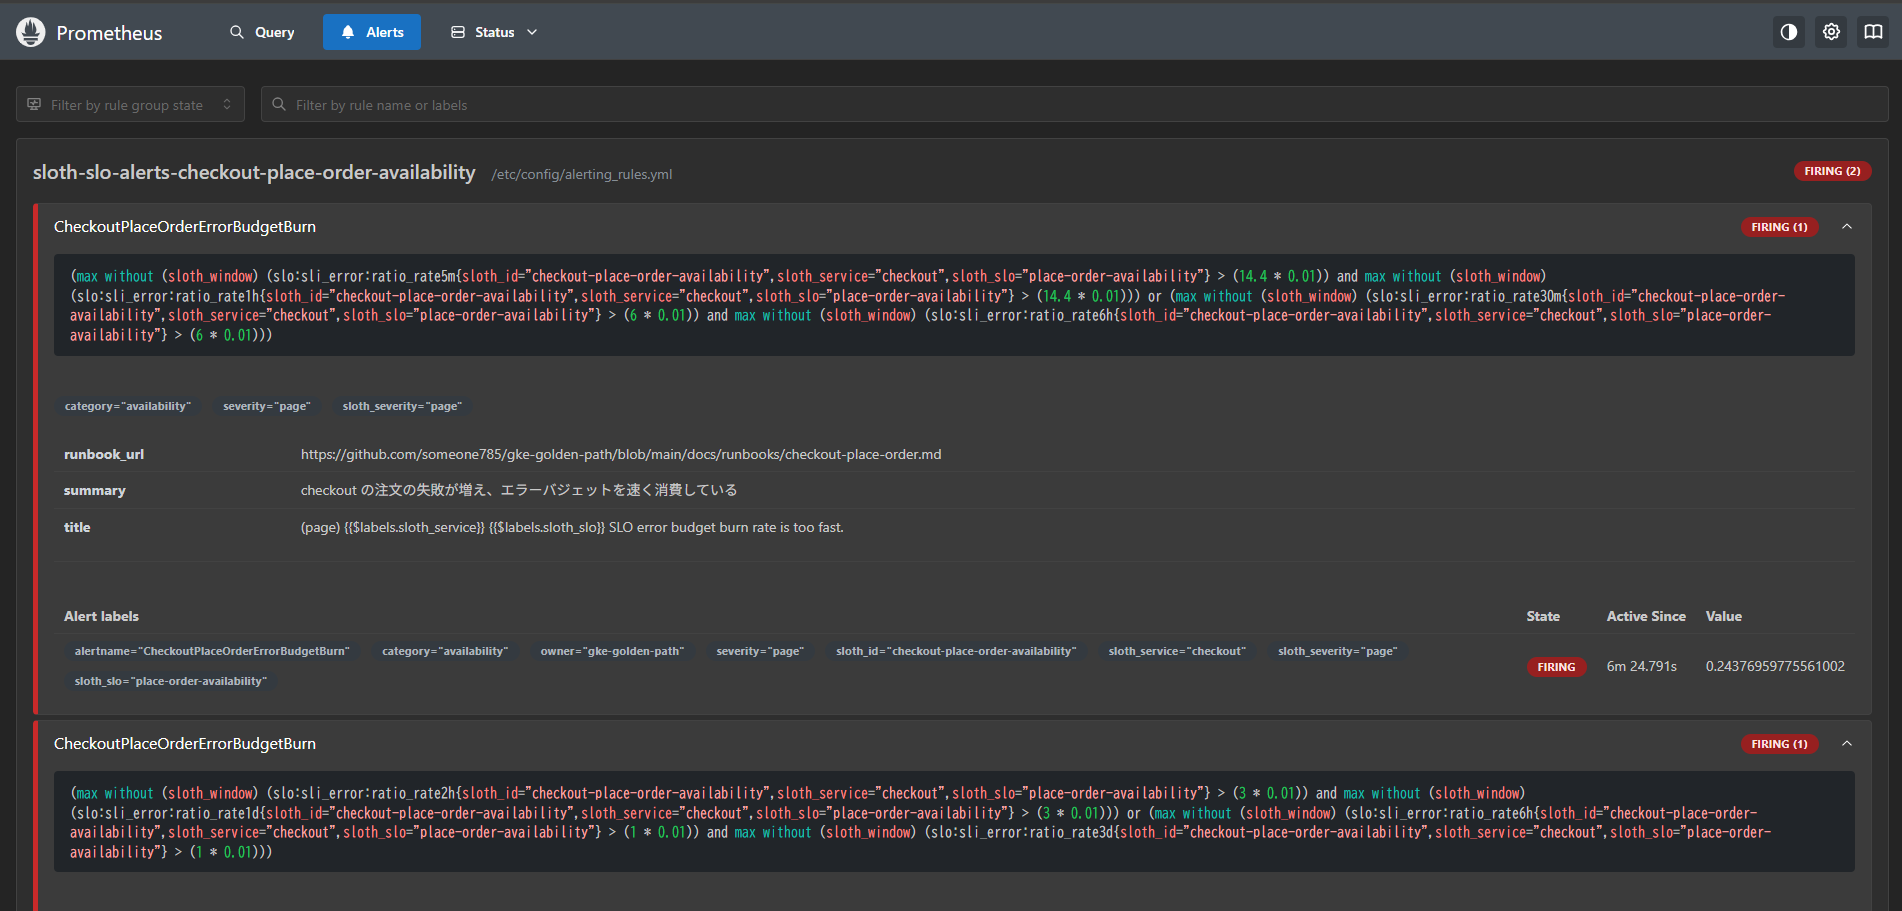 Prometheus
Query
Alerts
Status
Filter by rule group state
Filter by rule name or labels
sloth-slo-alerts-checkout-place-order-availability /etc/config/alerting_rules.yml FIRING (2)
CheckoutPlaceOrderErrorBudgetBurn FIRING (1)
(max without (sloth_window) (slo:sli_error:ratio_rate5m{sloth_id="checkout-place-order-availability",sloth_service="checkout",sloth_slo="place-order-availability"} > (14.4 * 0.01)) and max without (sloth_window)
(slo:sli_error:ratio_rate1h{sloth_id="checkout-place-order-availability",sloth_service="checkout",sloth_slo="place-order-availability"} > (14.4 * 0.01))) or (max without (sloth_window) (slo:sli_error:ratio_rate30m{sloth_id="checkout-place-order-
availability",sloth_service="checkout",sloth_slo="place-order-availability"} > (6 * 0.01)) and max without (sloth_window) (slo:sli_error:ratio_rate6h{sloth_id="checkout-place-order-availability",sloth_service="checkout",sloth_slo="place-order-
availability"} > (6 * 0.01)))
category="availability" severity="page" sloth_severity="page"
runbook_url https://github.com/someone785/gke-golden-path/blob/main/docs/runbooks/checkout-place-order.md
summary checkout の注文の失敗が増え、エラーバジェットを速く消費している
title (page) {{$labels.sloth_service}} {{$labels.sloth_slo}} SLO error budget burn rate is too fast.
Alert labels State Active Since Value
alertname="CheckoutPlaceOrderErrorBudgetBurn" category="availability" owner="gke-golden-path" severity="page" sloth_id="checkout-place-order-availability" sloth_service="checkout" sloth_severity="page"
sloth_slo="place-order-availability" FIRING 6m 24.791s 0.24376959775561002
CheckoutPlaceOrderErrorBudgetBurn FIRING (1)
(max without (sloth_window) (slo:sli_error:ratio_rate2h{sloth_id="checkout-place-order-availability",sloth_service="checkout",sloth_slo="place-order-availability"} > (3 * 0.01)) and max without (sloth_window)
(slo:sli_error:ratio_rate1d{sloth_id="checkout-place-order-availability",sloth_service="checkout",sloth_slo="place-order-availability"} > (3 * 0.01))) or (max without (sloth_window) (slo:sli_error:ratio_rate6h{sloth_id="checkout-place-order-
availability",sloth_service="checkout",sloth_slo="place-order-availability"} > (1 * 0.01)) and max without (sloth_window) (slo:sli_error:ratio_rate3d{sloth_id="checkout-place-order-availability",sloth_service="checkout",sloth_slo="place-order-
availability"} > (1 * 0.01)))